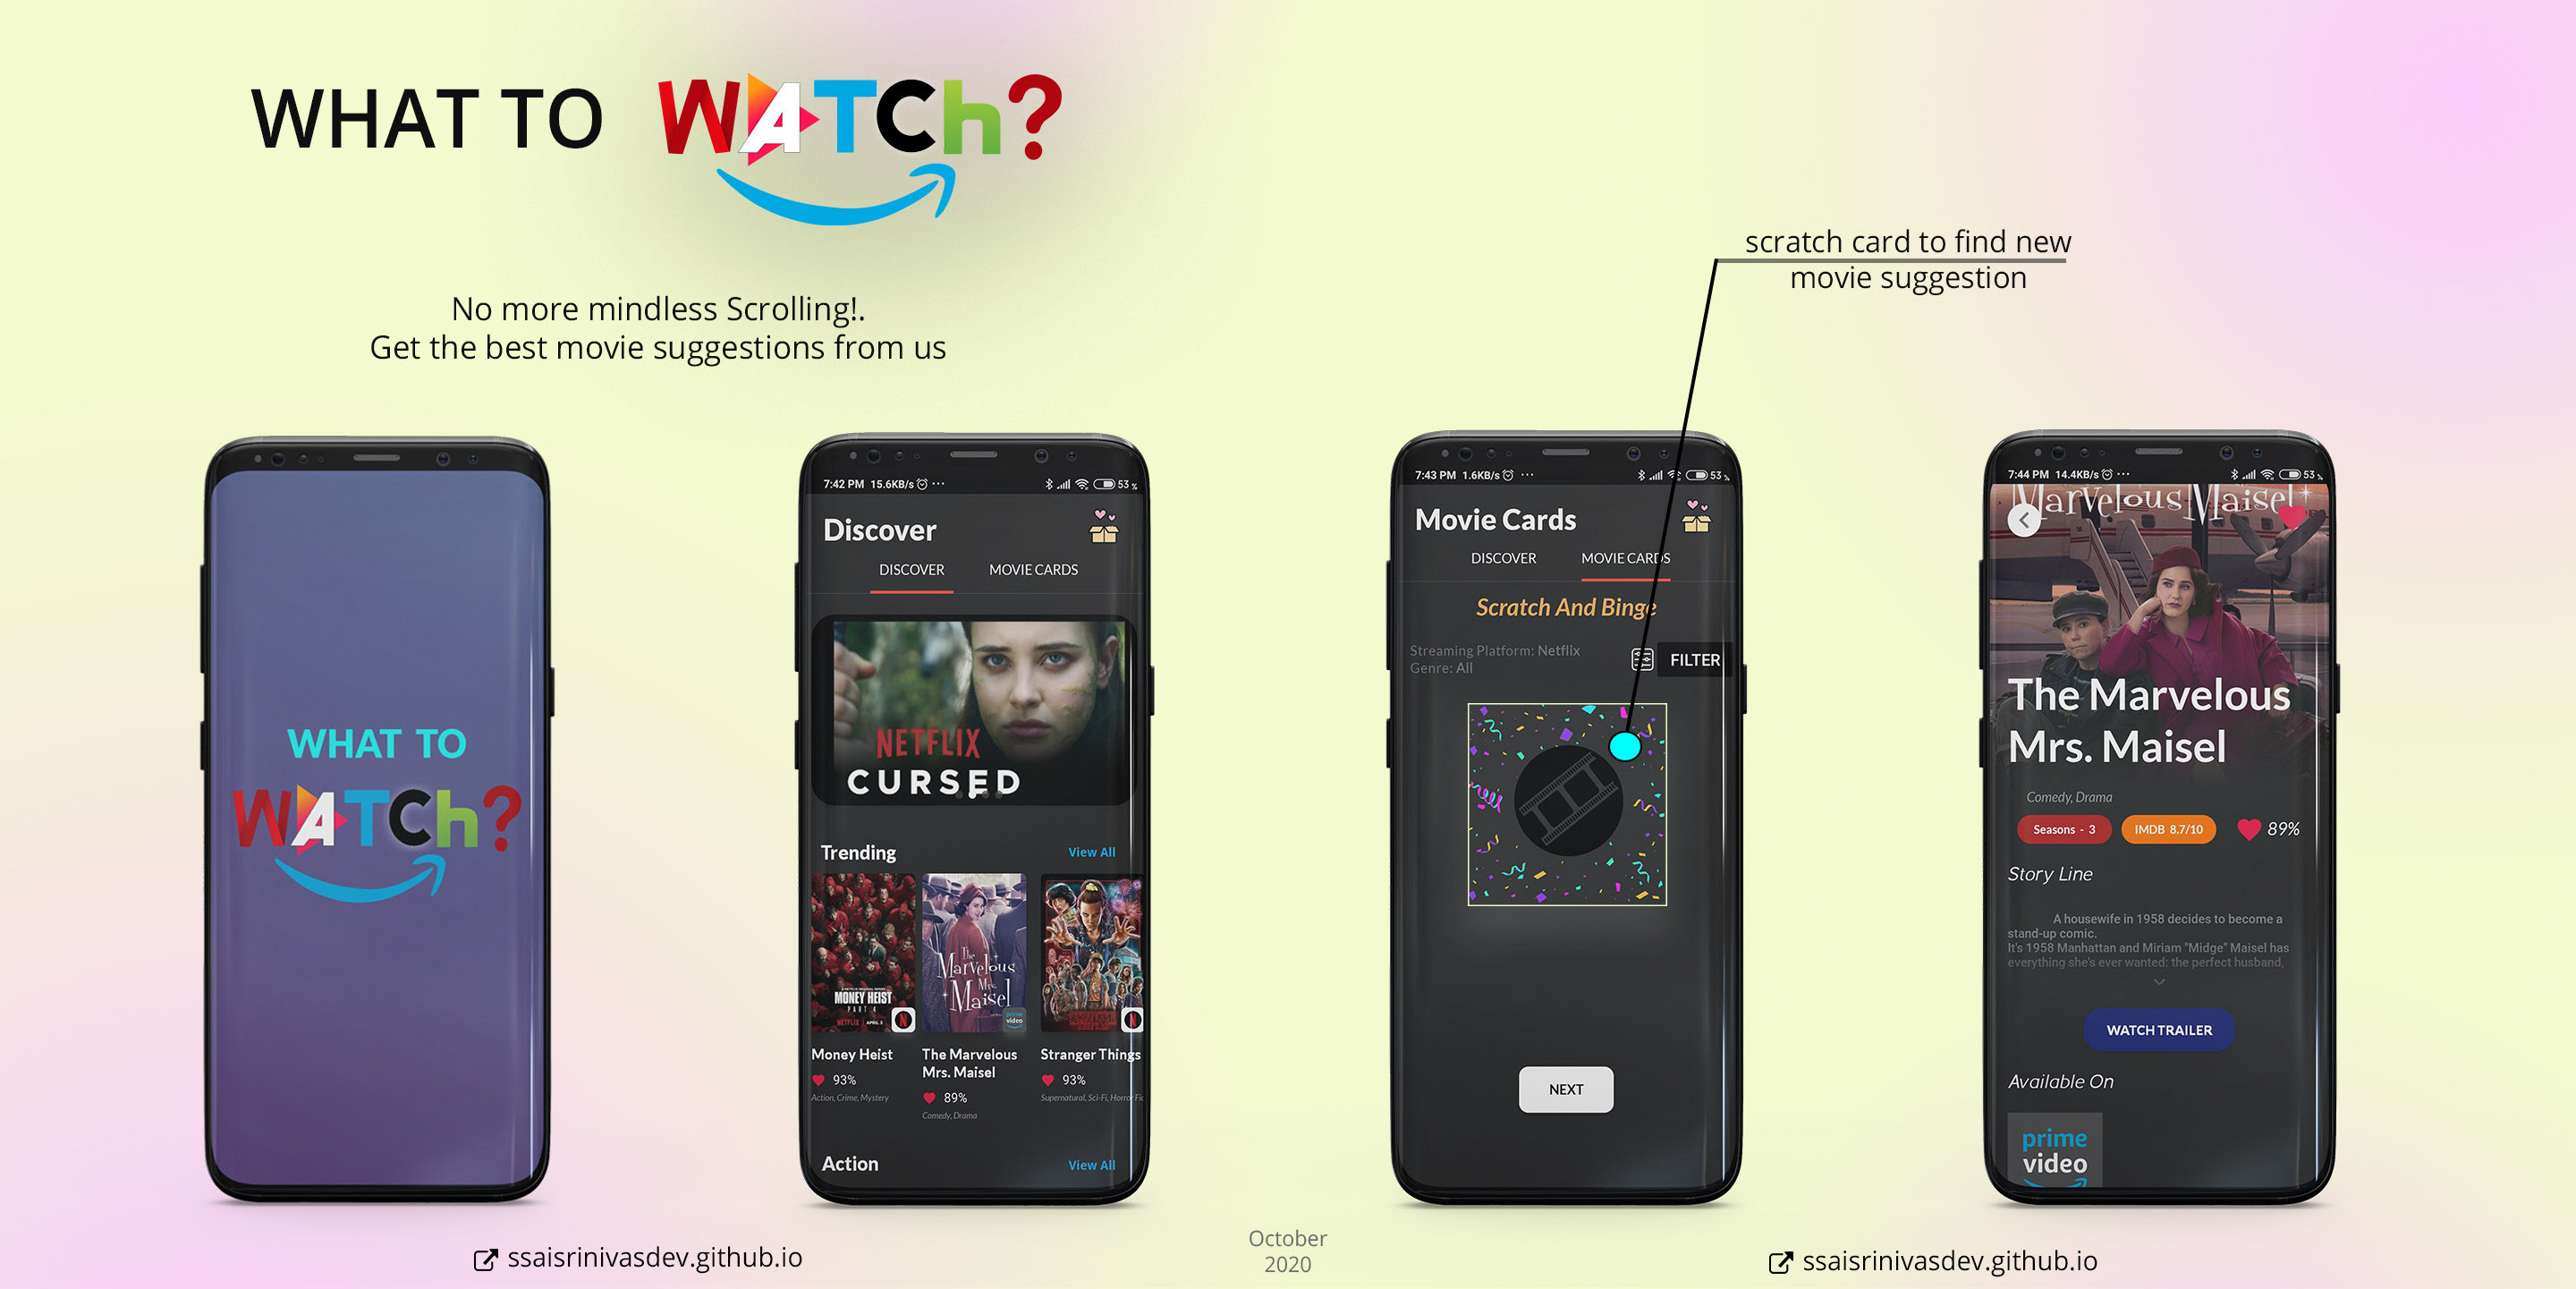 WHAT TO WATCh?
No more mindless Scrolling!.
Get the best movie suggestions from us
scratch card to find new
movie suggestion
WHAT TO
WATCh?
7:42 PM 15.6KB/s ··· 53 %
Discover
DISCOVER MOVIE CARDS
NETFLIX
CURSED
Trending View All
MONEY HEIST
PART 4
NETFLIX APRIL 3
N
The
Marvelous
Mrs.
Maisel
prime
video
N
Money Heist
93%
Action, Crime, Mystery
The Marvelous
Mrs. Maisel
89%
Comedy, Drama
Stranger Things
93%
Supernatural, Sci-Fi, Horror Fic
Action View All
7:43 PM 1.6KB/s ··· 53 %
Movie Cards
DISCOVER MOVIE CARDS
Scratch And Binge
Streaming Platform: Netflix
Genre: All
FILTER
NEXT
7:44 PM 14.4KB/s ··· 53 %
Marvelous Maisel
The Marvelous
Mrs. Maisel
Comedy, Drama
Seasons - 3 IMDB 8.7/10 89%
Story Line
A housewife in 1958 decides to become a
stand-up comic.
It's 1958 Manhattan and Miriam "Midge" Maisel has
everything she's ever wanted: the perfect husband,
WATCH TRAILER
Available On
prime
video
ssaisrinivasdev.github.io
October
2020
ssaisrinivasdev.github.io